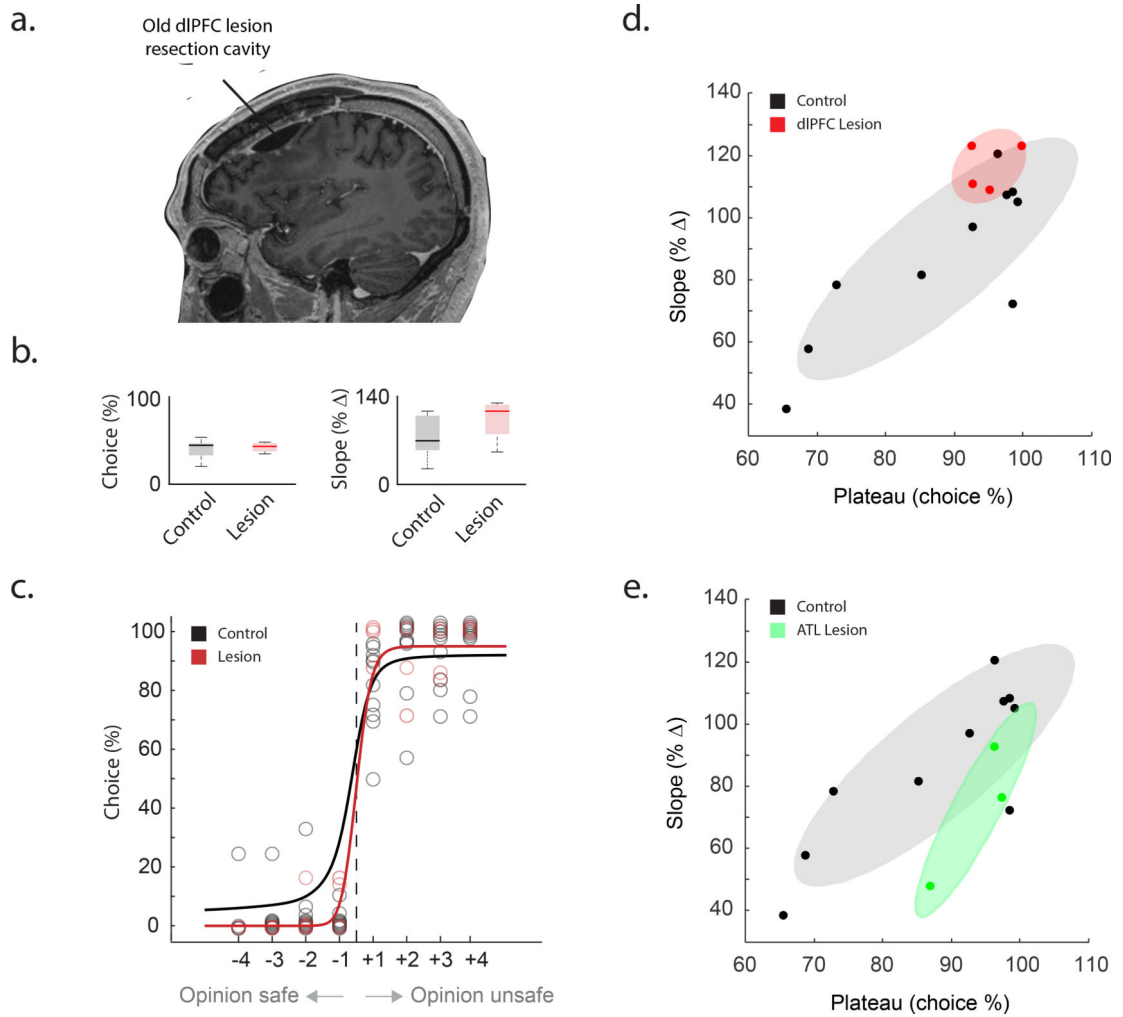 a.
Old dlPFC lesion
resection cavity
b.
100
Choice (%)
0
Control
Lesion
140
Slope (% Δ)
0
Control
Lesion
c.
Control
Lesion
100
80
60
40
20
0
Choice (%)
-4 -3 -2 -1 +1 +2 +3 +4
Opinion safe Opinion unsafe
d.
Control
dlPFC Lesion
140
120
100
80
60
40
Slope (% Δ)
60 70 80 90 100 110
Plateau (choice %)
e.
Control
ATL Lesion
140
120
100
80
60
40
Slope (% Δ)
60 70 80 90 100 110
Plateau (choice %)